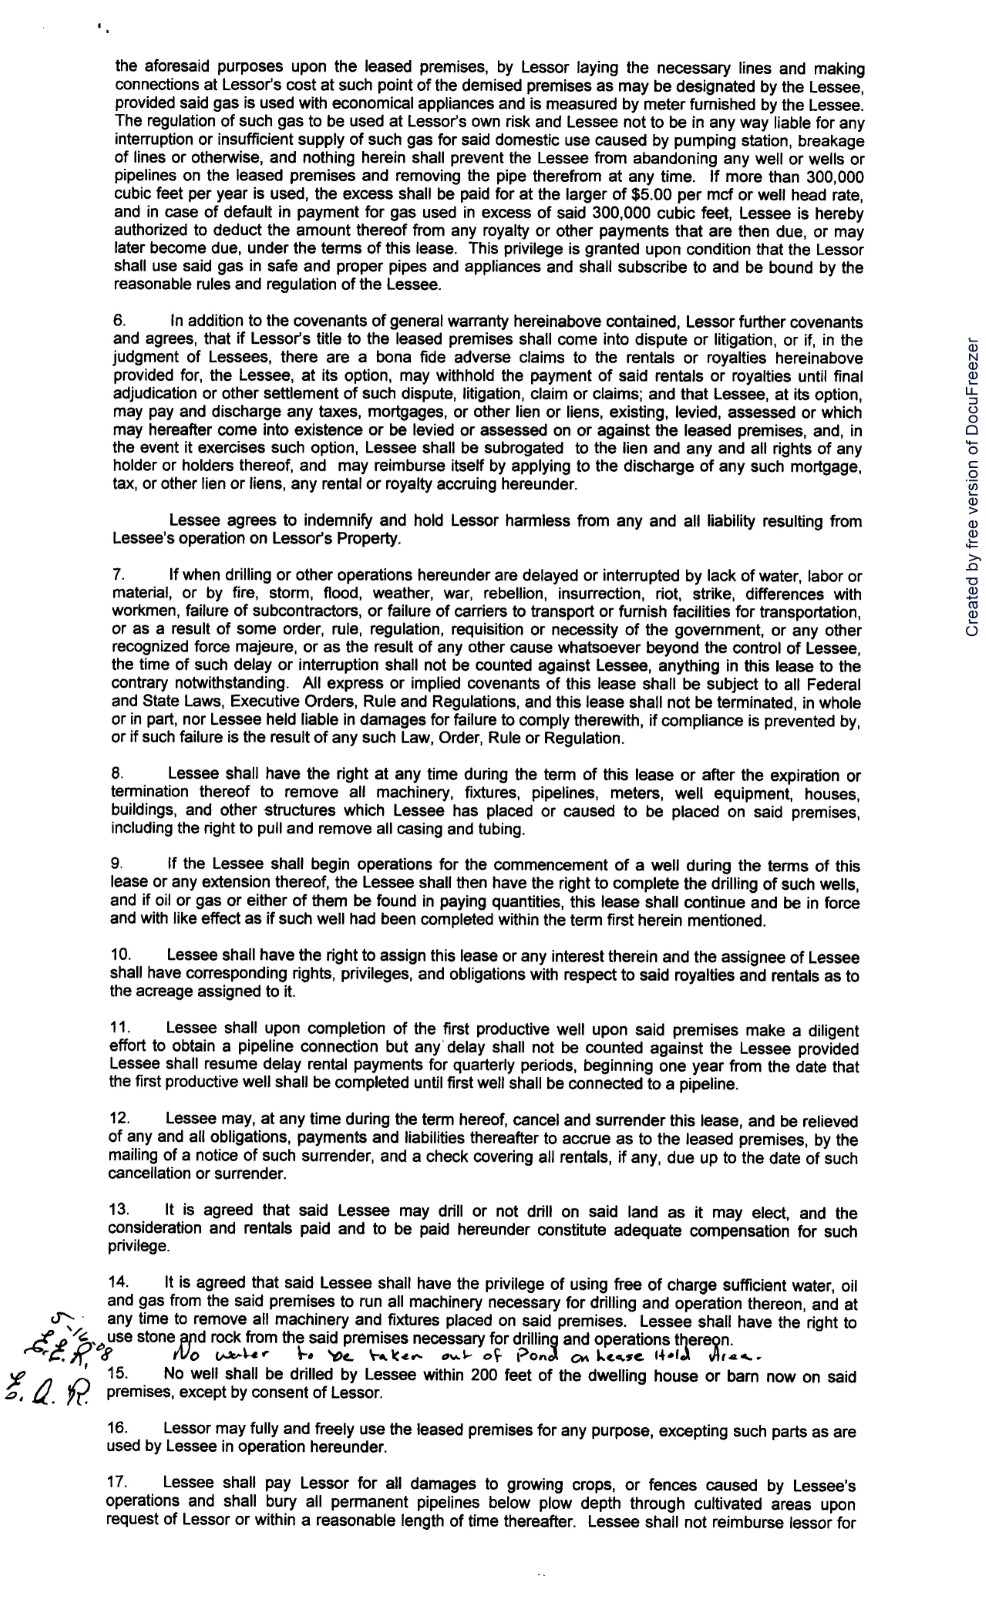 the aforesaid purposes upon the leased premises, by Lessor laying the necessary lines and making
connections at Lessor's cost at such point of the demised premises as may be designated by the Lessee,
provided said gas is used with economical appliances and is measured by meter furnished by the Lessee.
The regulation of such gas to be used at Lessor's own risk and Lessee not to be in any way liable for any
interruption or insufficient supply of such gas for said domestic use caused by pumping station, breakage
of lines or otherwise, and nothing herein shall prevent the Lessee from abandoning any well or wells or
pipelines on the leased premises and removing the pipe therefrom at any time. If more than 300,000
cubic feet per year is used, the excess shall be paid for at the larger of $5.00 per mcf or well head rate,
and in case of default in payment for gas used in excess of said 300,000 cubic feet, Lessee is hereby
authorized to deduct the amount thereof from any royalty or other payments that are then due, or may
later become due, under the terms of this lease. This privilege is granted upon condition that the Lessor
shall use said gas in safe and proper pipes and appliances and shall subscribe to and be bound by the
reasonable rules and regulation of the Lessee.
6. In addition to the covenants of general warranty hereinabove contained, Lessor further covenants
and agrees, that if Lessor's title to the leased premises shall come into dispute or litigation, or if, in the
judgment of Lessees, there are a bona fide adverse claims to the rentals or royalties hereinabove
provided for, the Lessee, at its option, may withhold the payment of said rentals or royalties until final
adjudication or other settlement of such dispute, litigation, claim or claims; and that Lessee, at its option,
may pay and discharge any taxes, mortgages, or other lien or liens, existing, levied, assessed or which
may hereafter come into existence or be levied or assessed on or against the leased premises, and, in
the event it exercises such option, Lessee shall be subrogated to the lien and any and all rights of any
holder or holders thereof, and may reimburse itself by applying to the discharge of any such mortgage,
tax, or other lien or liens, any rental or royalty accruing hereunder.
Lessee agrees to indemnify and hold Lessor harmless from any and all liability resulting from
Lessee's operation on Lessor's Property.
7. If when drilling or other operations hereunder are delayed or interrupted by lack of water, labor or
material, or by fire, storm, flood, weather, war, rebellion, insurrection, riot, strike, differences with
workmen, failure of subcontractors, or failure of carriers to transport or furnish facilities for transportation,
or as a result of some order, rule, regulation, requisition or necessity of the government, or any other
recognized force majeure, or as the result of any other cause whatsoever beyond the control of Lessee,
the time of such delay or interruption shall not be counted against Lessee, anything in this lease to the
contrary notwithstanding. All express or implied covenants of this lease shall be subject to all Federal
and State Laws, Executive Orders, Rule and Regulations, and this lease shall not be terminated, in whole
or in part, nor Lessee held liable in damages for failure to comply therewith, if compliance is prevented by,
or if such failure is the result of any such Law, Order, Rule or Regulation.
8. Lessee shall have the right at any time during the term of this lease or after the expiration or
termination thereof to remove all machinery, fixtures, pipelines, meters, well equipment, houses,
buildings, and other structures which Lessee has placed or caused to be placed on said premises,
including the right to pull and remove all casing and tubing.
9. If the Lessee shall begin operations for the commencement of a well during the terms of this
lease or any extension thereof, the Lessee shall then have the right to complete the drilling of such wells,
and if oil or gas or either of them be found in paying quantities, this lease shall continue and be in force
and with like effect as if such well had been completed within the term first herein mentioned.
10. Lessee shall have the right to assign this lease or any interest therein and the assignee of Lessee
shall have corresponding rights, privileges, and obligations with respect to said royalties and rentals as to
the acreage assigned to it.
11. Lessee shall upon completion of the first productive well upon said premises make a diligent
effort to obtain a pipeline connection but any delay shall not be counted against the Lessee provided
Lessee shall resume delay rental payments for quarterly periods, beginning one year from the date that
the first productive well shall be completed until first well shall be connected to a pipeline.
12. Lessee may, at any time during the term hereof, cancel and surrender this lease, and be relieved
of any and all obligations, payments and liabilities thereafter to accrue as to the leased premises, by the
mailing of a notice of such surrender, and a check covering all rentals, if any, due up to the date of such
cancellation or surrender.
13. It is agreed that said Lessee may drill or not drill on said land as it may elect, and the
consideration and rentals paid and to be paid hereunder constitute adequate compensation for such
privilege.
14. It is agreed that said Lessee shall have the privilege of using free of charge sufficient water, oil
and gas from the said premises to run all machinery necessary for drilling and operation thereon, and at
any time to remove all machinery and fixtures placed on said premises. Lessee shall have the right to
use stone and rock from the said premises necessary for drilling and operations thereon.
5-16-08
E.E.R,
No water to be taken out of Pond on Lease Hold Area.
E. A. R.
15. No well shall be drilled by Lessee within 200 feet of the dwelling house or barn now on said
premises, except by consent of Lessor.
16. Lessor may fully and freely use the leased premises for any purpose, excepting such parts as are
used by Lessee in operation hereunder.
17. Lessee shall pay Lessor for all damages to growing crops, or fences caused by Lessee's
operations and shall bury all permanent pipelines below plow depth through cultivated areas upon
request of Lessor or within a reasonable length of time thereafter. Lessee shall not reimburse lessor for
Created by free version of DocuFreezer